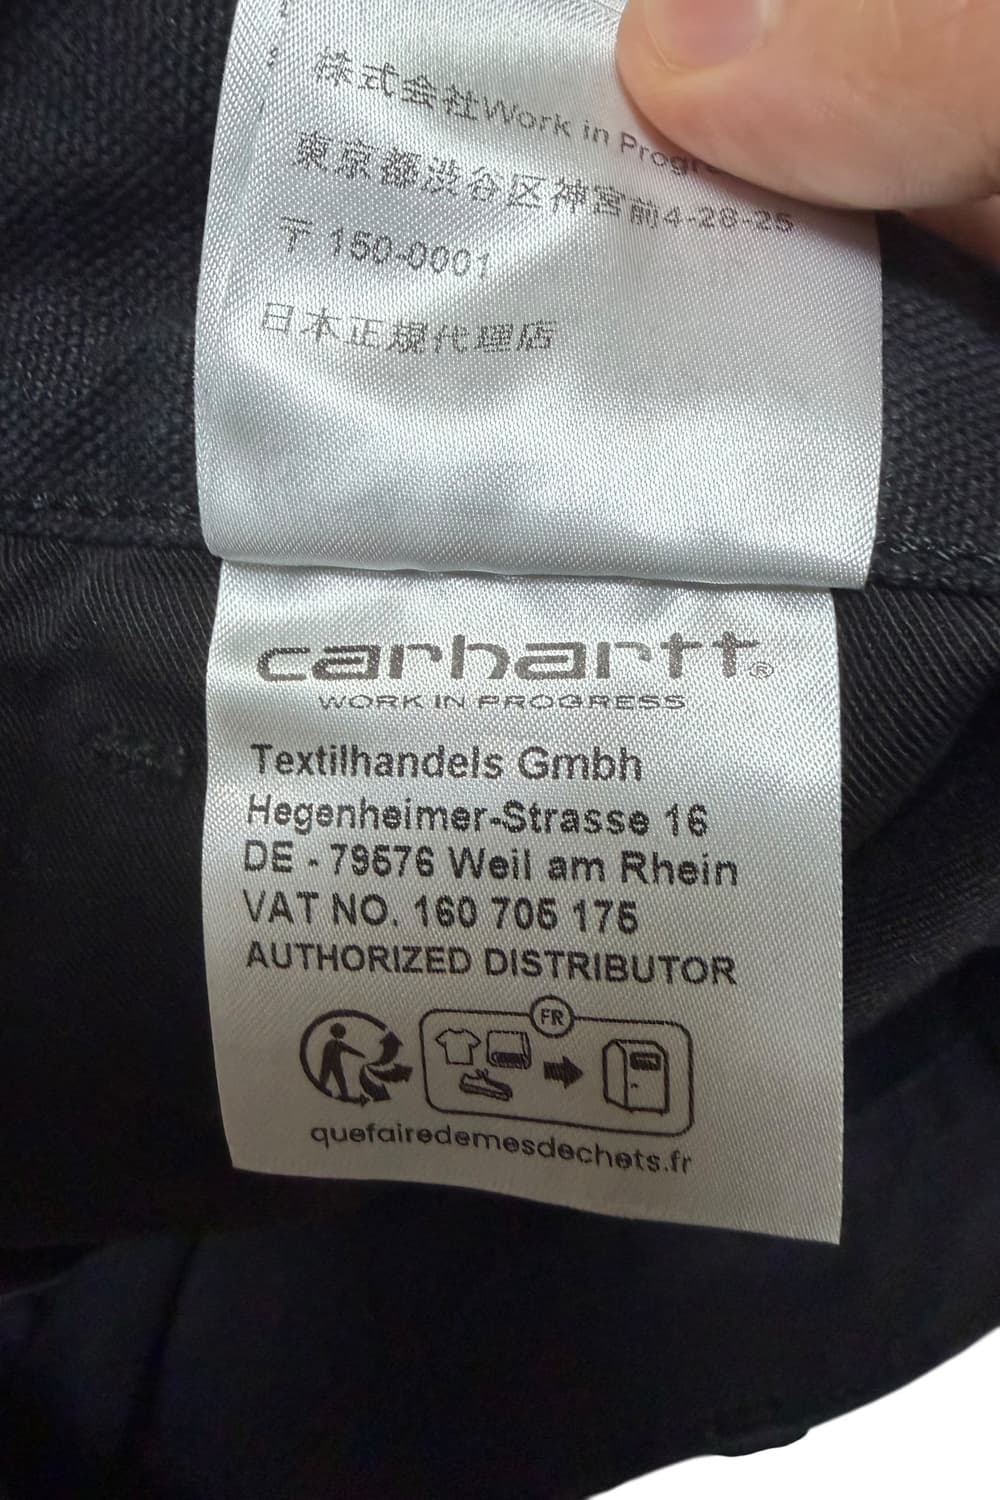 株式会社Work in Progre
東京都渋谷区神宮前4-28-25
〒 150-0001
日本正規代理店
carhartt®
WORK IN PROGRESS
Textilhandels Gmbh
Hegenheimer-Strasse 16
DE - 79576 Weil am Rhein
VAT NO. 160 705 175
AUTHORIZED DISTRIBUTOR
FR
quefairedemesdechets.fr